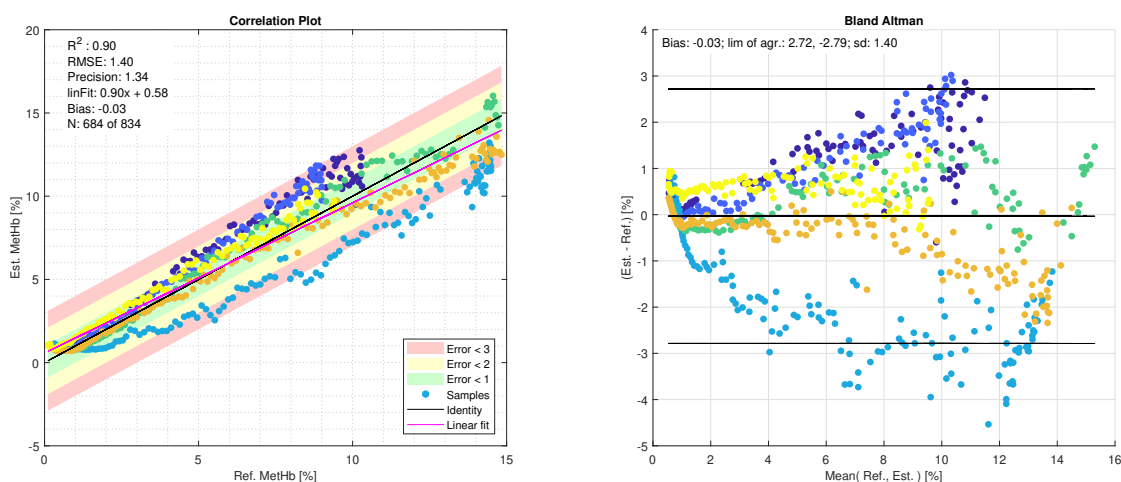 Correlation Plot
R2 : 0.90
RMSE: 1.40
Precision: 1.34
linFit: 0.90x + 0.58
Bias: -0.03
N: 684 of 834
20
15
10
5
0
-5
Est. MetHb [%]
Error < 3
Error < 2
Error < 1
Samples
Identity
Linear fit
0 5 10 15
Ref. MetHb [%]
Bland Altman
Bias: -0.03; lim of agr.: 2.72, -2.79; sd: 1.40
4
3
2
1
0
-1
-2
-3
-4
-5
(Est. - Ref.) [%]
0 2 4 6 8 10 12 14 16
Mean( Ref., Est. ) [%]